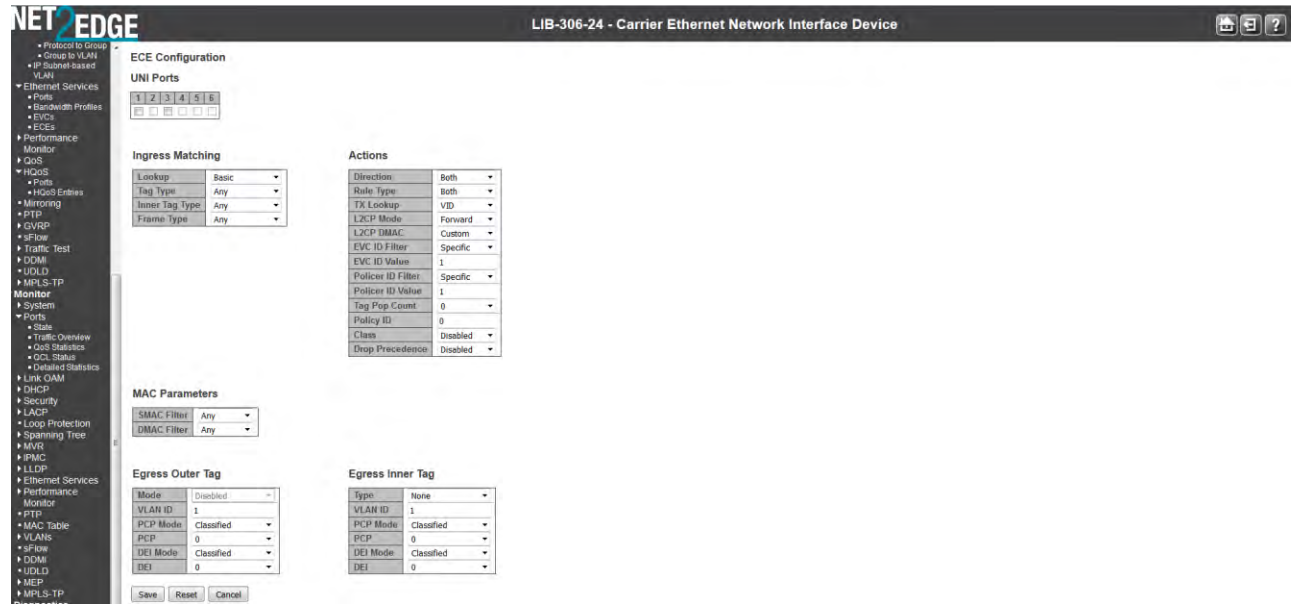 NET2EDGE
LIB-306-24 - Carrier Ethernet Network Interface Device
?
Protocol to Group
Group to VLAN
IP Subnet-based
VLAN
Ethernet Services
Ports
Bandwidth Profiles
EVCs
ECEs
Performance
Monitor
QoS
HQoS
Ports
HQoS Entries
Mirroring
PTP
GVRP
sFlow
Traffic Test
DDMI
UDLD
MPLS-TP
Monitor
System
Ports
State
Traffic Overview
QoS Statistics
QCL Status
Detailed Statistics
Link OAM
DHCP
Security
LACP
Loop Protection
Spanning Tree
MVR
IPMC
LLDP
Ethernet Services
Performance
Monitor
PTP
MAC Table
VLANs
sFlow
DDMI
UDLD
MEP
MPLS-TP
Diagnostics
ECE Configuration
UNI Ports
1 2 3 4 5 6
Ingress Matching
Lookup Basic
Tag Type Any
Inner Tag Type Any
Frame Type Any
Actions
Direction Both
Rule Type Both
TX Lookup VID
L2CP Mode Forward
L2CP DMAC Custom
EVC ID Filter Specific
EVC ID Value 1
Policer ID Filter Specific
Policer ID Value 1
Tag Pop Count 0
Policy ID 0
Class Disabled
Drop Precedence Disabled
MAC Parameters
SMAC Filter Any
DMAC Filter Any
Egress Outer Tag
Mode Disabled
VLAN ID 1
PCP Mode Classified
PCP 0
DEI Mode Classified
DEI 0
Egress Inner Tag
Type None
VLAN ID 1
PCP Mode Classified
PCP 0
DEI Mode Classified
DEI 0
Save Reset Cancel